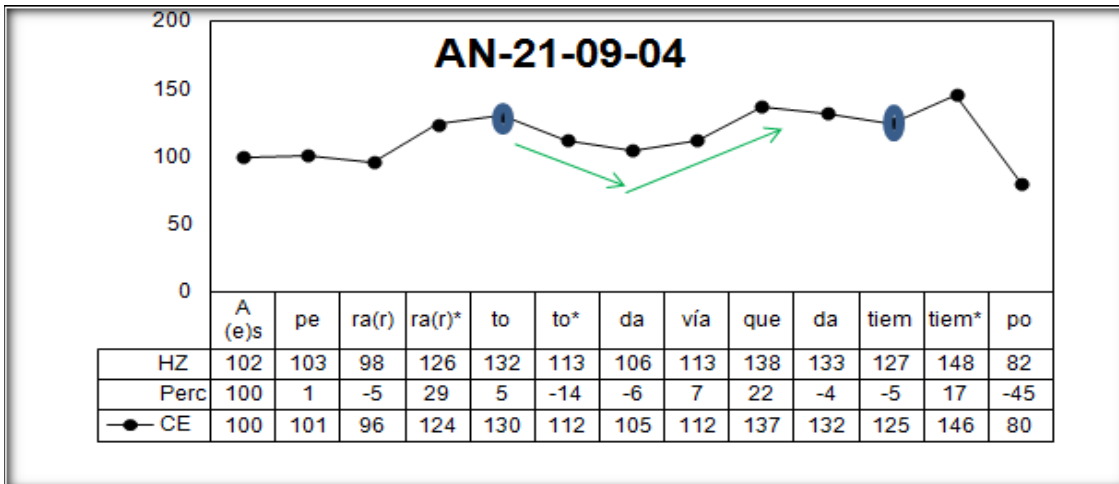 200
AN-21-09-04
150
100
50
0
A (e)s pe ra(r) ra(r)* to to* da vía que da tiem tiem* po
HZ 102 103 98 126 132 113 106 113 138 133 127 148 82
Perc 100 1 -5 29 5 -14 -6 7 22 -4 -5 17 -45
CE 100 101 96 124 130 112 105 112 137 132 125 146 80